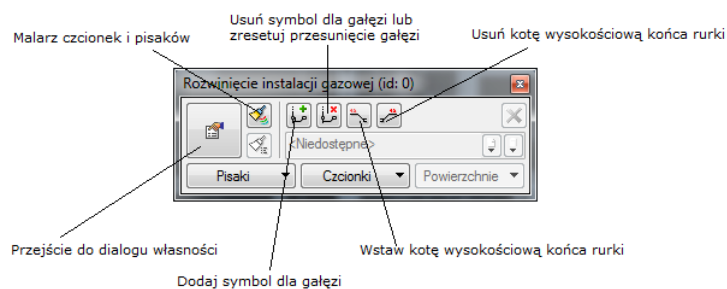 Usuń symbol dla gałęzi lub
zresetuj przesunięcie gałęzi
Malarz czcionek i pisaków
Usuń kotę wysokościową końca rurki
Rozwinięcie instalacji gazowej (id: 0)
<Niedostępne>
Pisaki
Czcionki
Powierzchnie
Przejście do dialogu własności
Wstaw kotę wysokościową końca rurki
Dodaj symbol dla gałęzi